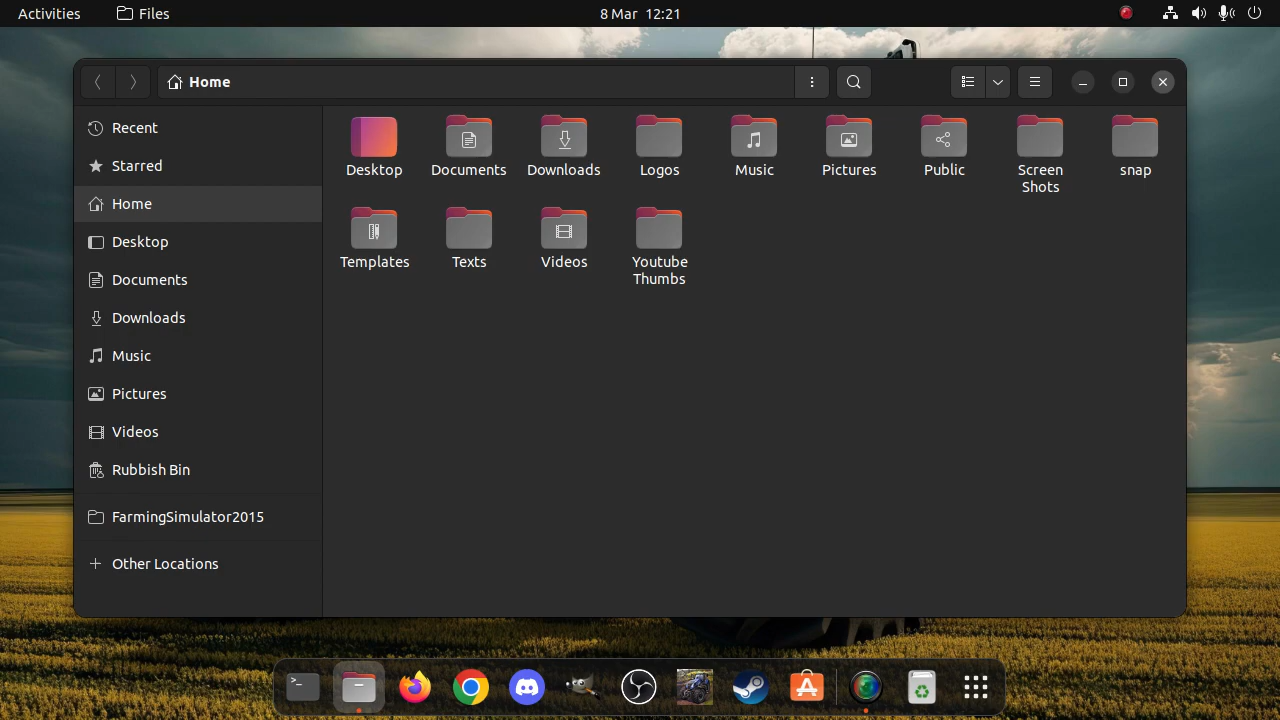 Activities Files 8 Mar 12:21
Home
Recent
Starred
Home
Desktop
Documents
Downloads
Music
Pictures
Videos
Rubbish Bin
FarmingSimulator2015
Other Locations
Desktop Documents Downloads Logos Music Pictures Public Screen Shots snap
Templates Texts Videos Youtube Thumbs